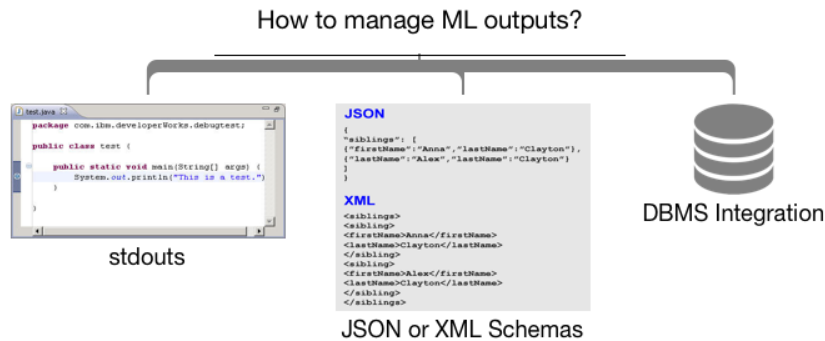 How to manage ML outputs?
test.java
package com.ibm.developerWorks.debugtest;
public class test {
public static void main(String[] args) {
System.out.println("This is a test.")
}
}
stdouts
JSON
{
"siblings": [
{"firstName":"Anna","lastName":"Clayton"},
{"lastName":"Alex","lastName":"Clayton"}
]
}
XML
<siblings>
<sibling>
<firstName>Anna</firstName>
<lastName>Clayton</lastName>
</sibling>
<sibling>
<firstName>Alex</firstName>
<lastName>Clayton</lastName>
</sibling>
</siblings>
JSON or XML Schemas
DBMS Integration